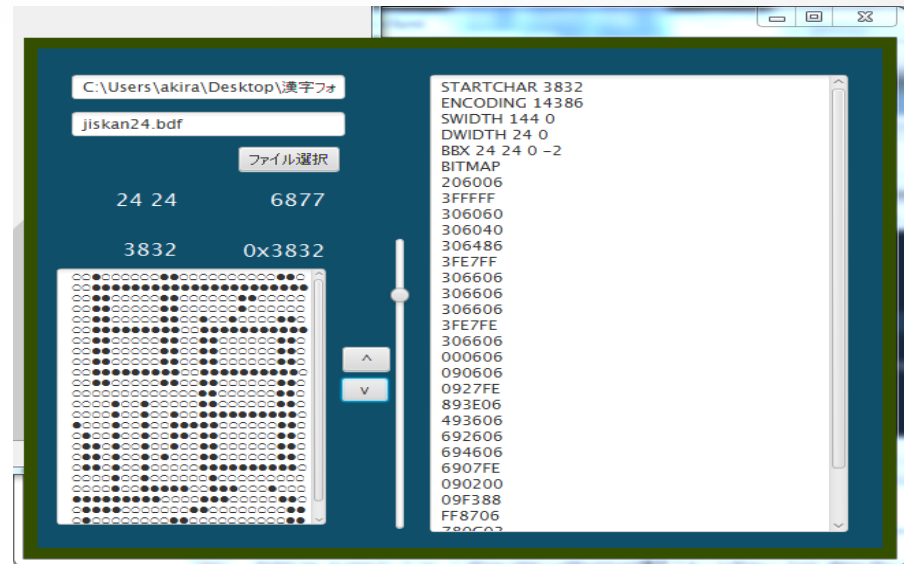 C:\Users\akira\Desktop\漢字フォ
jiskan24.bdf
ファイル選択
24 24 6877
3832 0x3832
^
v
STARTCHAR 3832
ENCODING 14386
SWIDTH 144 0
DWIDTH 24 0
BBX 24 24 0 -2
BITMAP
206006
3FFFFF
306060
306040
306486
3FE7FF
306606
306606
306606
3FE7FE
306606
000606
090606
0927FE
893E06
493606
692606
694606
6907FE
090200
09F388
FF8706
780C03